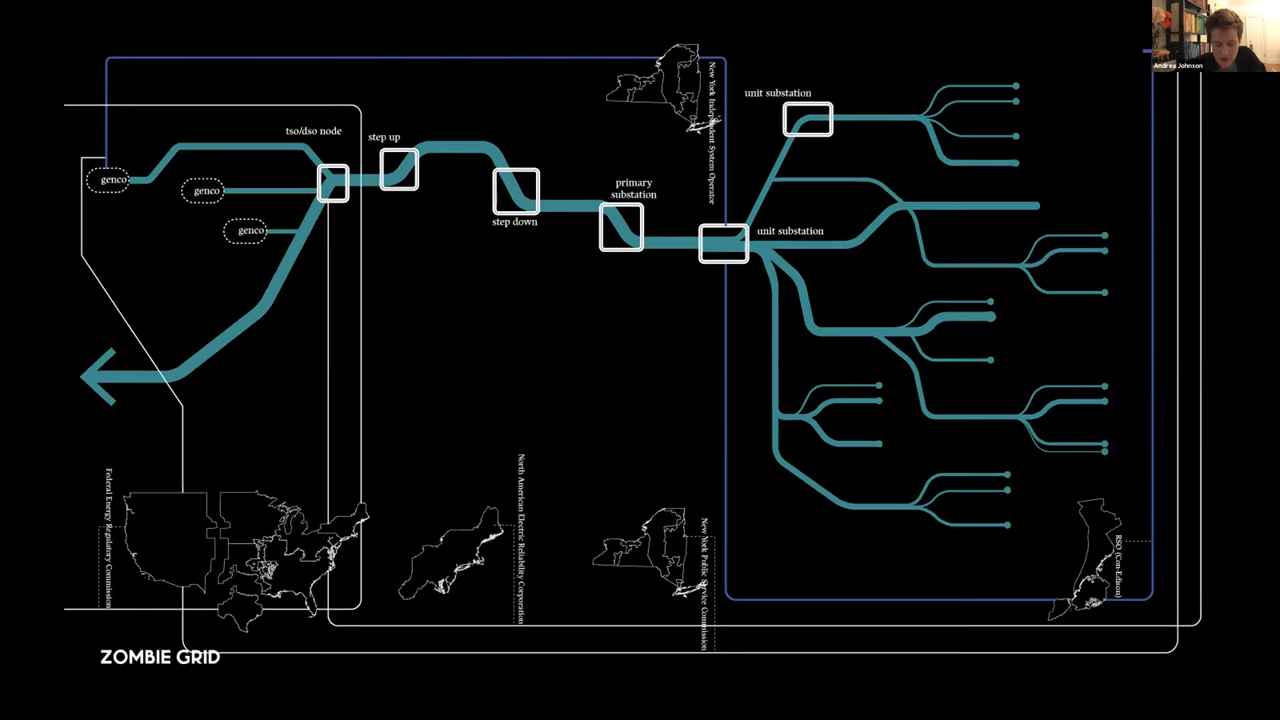 Andrea Johnson
New York Independent System Operator
unit substation
tso/dso node
step up
genco
genco
genco
primary
substation
step down
unit substation
Federal Energy Regulatory Commission
North American Electric Reliability Corporation
New York Public Service Commission
RSO (Con-Edison)
ZOMBIE GRID